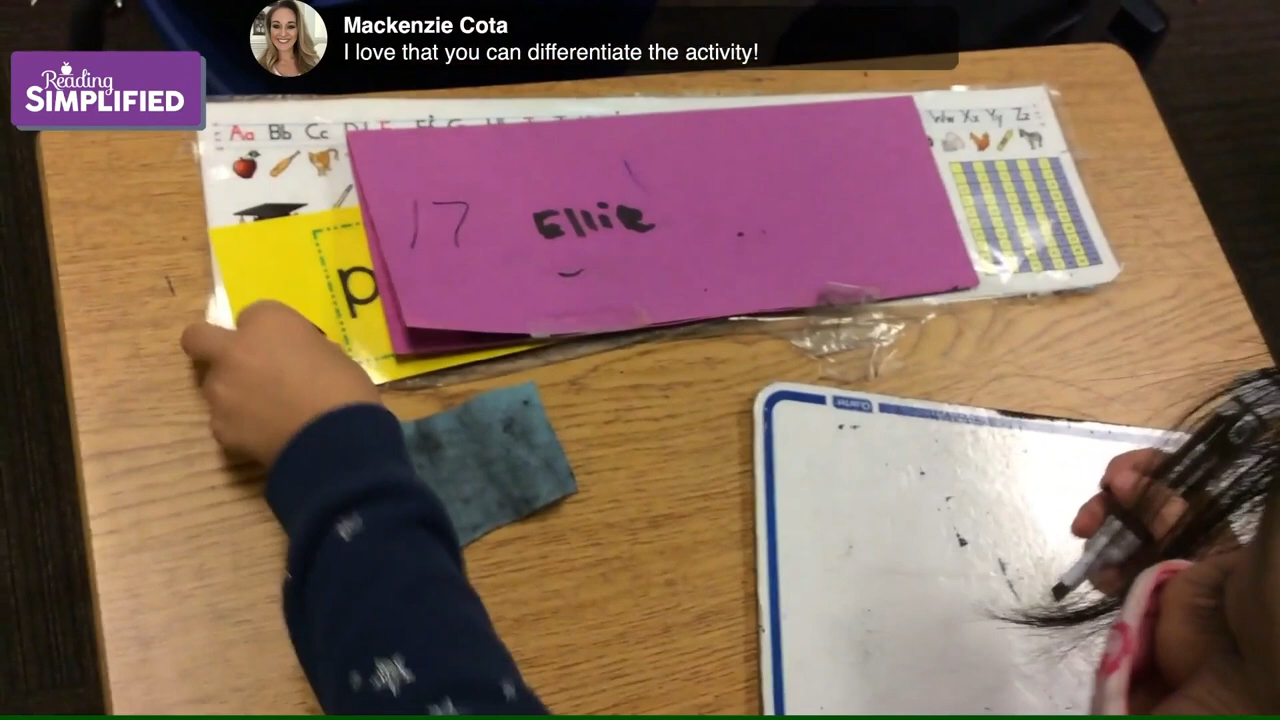 Mackenzie Cota
I love that you can differentiate the activity!
Reading
SIMPLIFIED
Aa Bb Cc
Ww Xx Yy Zz
17 Ellie
p
Quartet